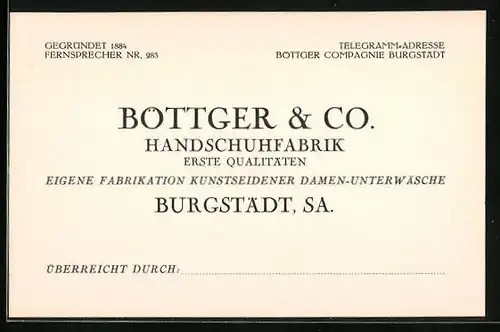 GEGRÜNDET 1884
FERNSPRECHER NR. 285
TELEGRAMM-ADRESSE
BÖTTGER COMPAGNIE BURGSTÄDT
BÖTTGER & CO.
HANDSCHUHFABRIK
ERSTE QUALITÄTEN
EIGENE FABRIKATION KUNSTSEIDENER DAMEN-UNTERWÄSCHE
BURGSTÄDT, SA.
ÜBERREICHT DURCH: